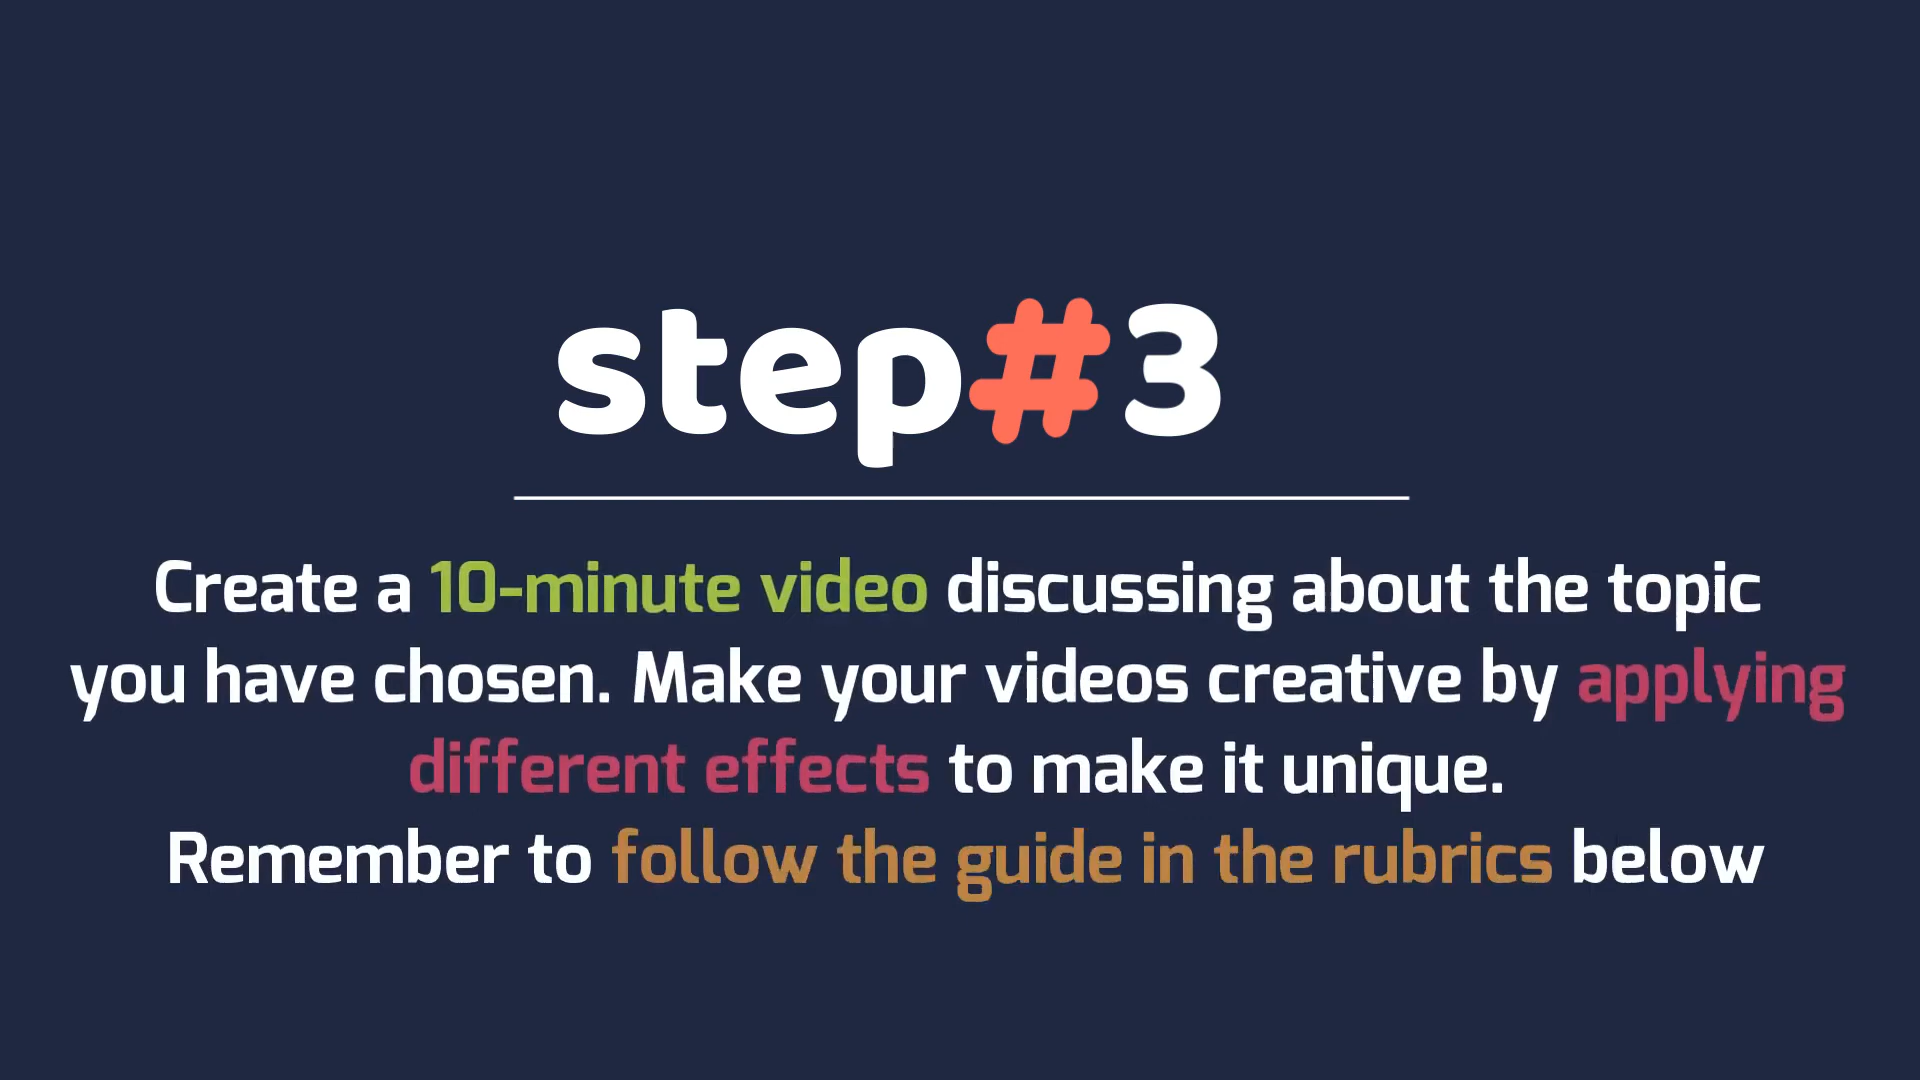 step#3
Create a 10-minute video discussing about the topic
you have chosen. Make your videos creative by applying
different effects to make it unique.
Remember to follow the guide in the rubrics below